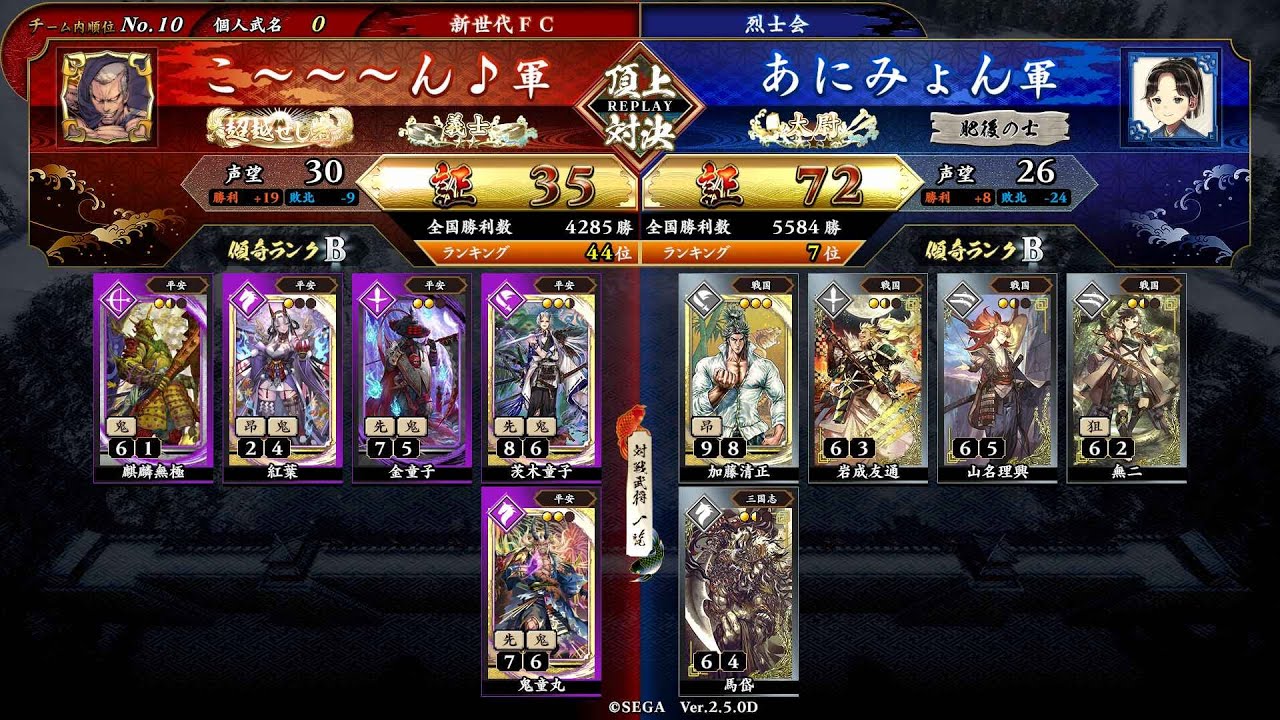 チーム内順位 No.10 個人武名 0 新世代FC 烈士会
こ～～～ん♪軍
頂上
REPLAY
対決
あにみょん軍
超越せし
義士
大尉
肥後の士
声望 30
勝利 +19 敗北 -9
証 35
証 72
声望 26
勝利 +8 敗北 -24
全国勝利数 4285勝
全国勝利数 5584勝
傾奇ランクB
ランキング 44位
ランキング 7位
傾奇ランクB
平安 平安 平安 平安 戦国 戦国 戦国 戦国
鬼 昂 鬼 先 鬼 先 鬼 昂 狙
6 1 2 4 7 5 8 6 9 8 6 3 6 5 6 2
麒麟無極 紅葉 金童子 茨木童子 加藤清正 岩成友通 山名理興 無二
対戦武将一覧
平安 三国志
先 鬼
7 6 6 4
鬼童丸 馬岱
©SEGA Ver.2.5.0D